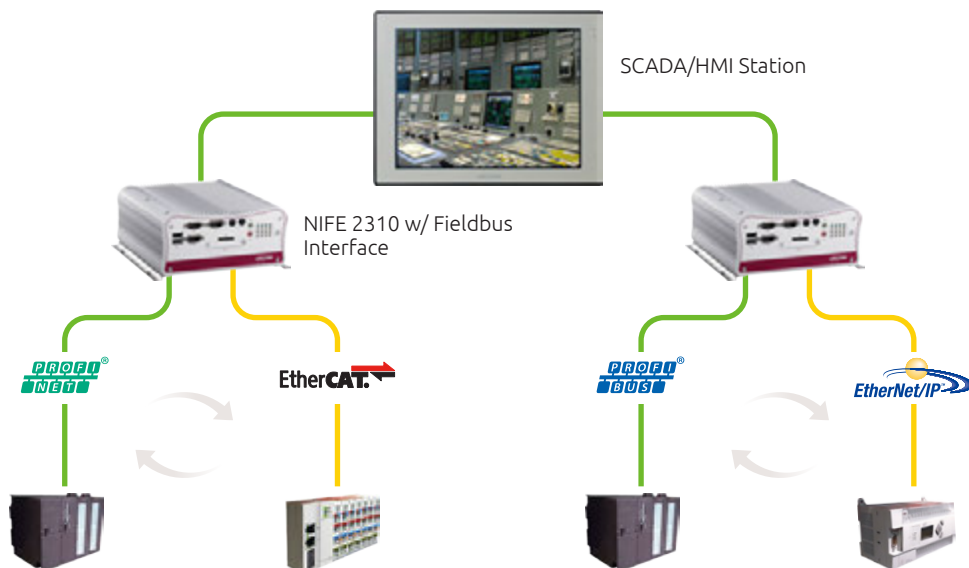 SCADA/HMI Station
NIFE 2310 w/ Fieldbus
Interface
PROFI®
NET
EtherCAT.
PROFI®
BUS
EtherNet/IP